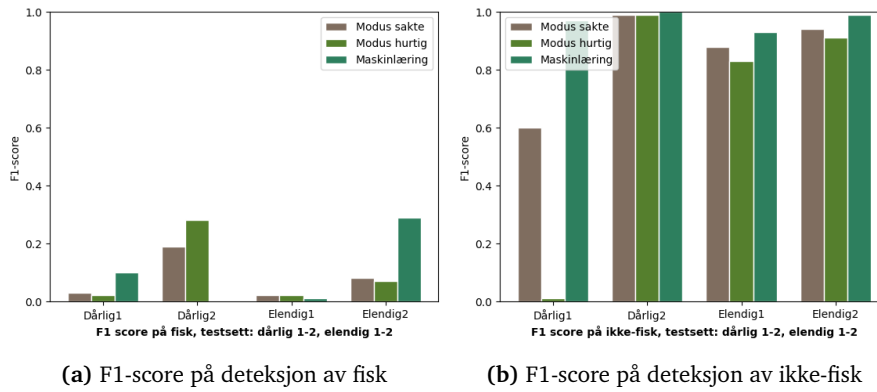 1.0
0.8
0.6
0.4
0.2
0.0
F1-score
Modus sakte
Modus hurtig
Maskinlæring
Dårlig1 Dårlig2 Elendig1 Elendig2
F1 score på fisk, testsett: dårlig 1-2, elendig 1-2
(a) F1-score på deteksjon av fisk
1.0
0.8
0.6
0.4
0.2
0.0
F1-score
Modus sakte
Modus hurtig
Maskinlæring
Dårlig1 Dårlig2 Elendig1 Elendig2
F1 score på ikke-fisk, testsett: dårlig 1-2, elendig 1-2
(b) F1-score på deteksjon av ikke-fisk